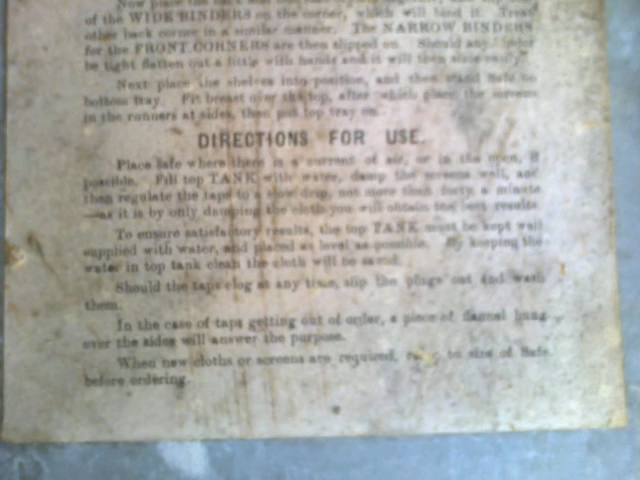 Now place the back
of the WIDE BINDERS on the corner, which will bind it. Treat
other back corner in a similar manner. The NARROW BINDERS
for the FRONT CORNERS are then slipped on. Should any
be tight flatten out a little with hands and it will then
Next place the shelves into position, and then stand Safe
bottom tray. Fit breast over the top, after which place the screens
in the runners at sides, then put top tray on.
DIRECTIONS FOR USE.
Place Safe where there is a current of air, or in the open, if
possible. Fill top TANK with water, damp the screens well, and
then regulate the taps to a slow drip, not more than forty a minute
—as it is by only damping the cloth you will obtain the best results.
To ensure satisfactory results, the top TANK must be kept well
supplied with water, and placed as level as possible. By keeping the
water in top tank clean the cloth will be saved.
Should the taps clog at any time, slip the plugs out and wash
them.
In the case of taps getting out of order, a piece of flannel hung
over the sides will answer the purpose.
When new cloths or screens are required, to size of Safe
before ordering.